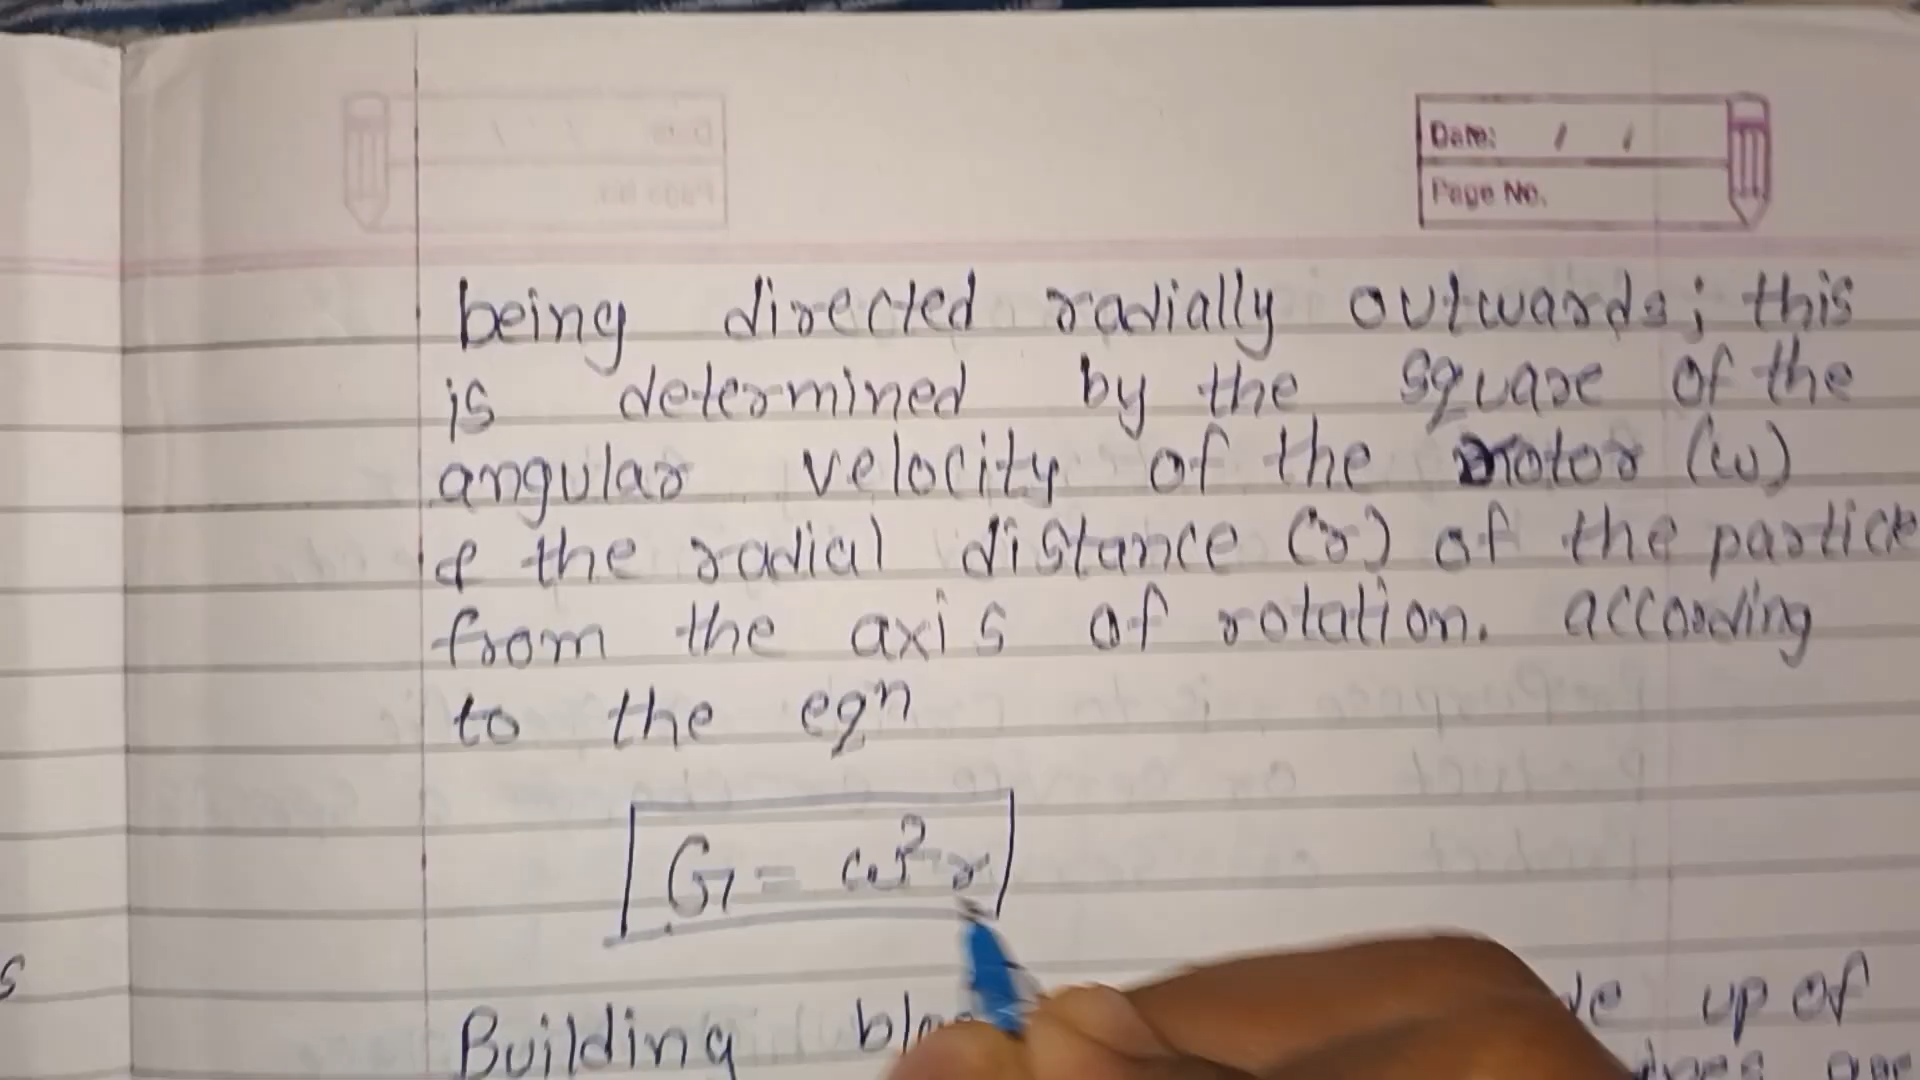 Date: / /
Page No.
being directed radially outwards; this
is determined by the square of the
angular velocity of the rotor (ω)
& the radial distance (r) of the particle
from the axis of rotation. according
to the eqn
G = ω²r
s
Building
up of